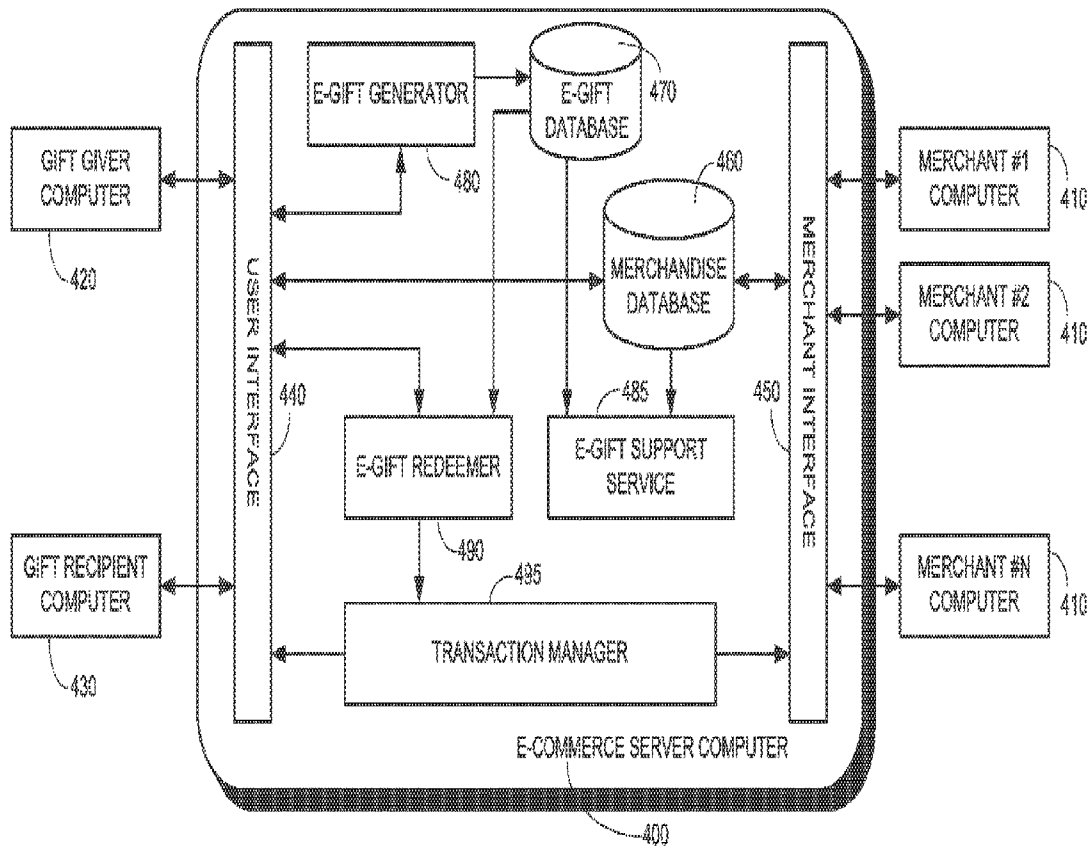 E-GIFT GENERATOR
480
E-GIFT
DATABASE
470
GIFT GIVER
COMPUTER
420
USER INTERFACE
440
MERCHANDISE
DATABASE
460
MERCHANT INTERFACE
450
MERCHANT #1
COMPUTER
410
MERCHANT #2
COMPUTER
410
E-GIFT REDEEMER
490
485
E-GIFT SUPPORT
SERVICE
GIFT RECIPIENT
COMPUTER
430
495
TRANSACTION MANAGER
MERCHANT #N
COMPUTER
410
E-COMMERCE SERVER COMPUTER
400